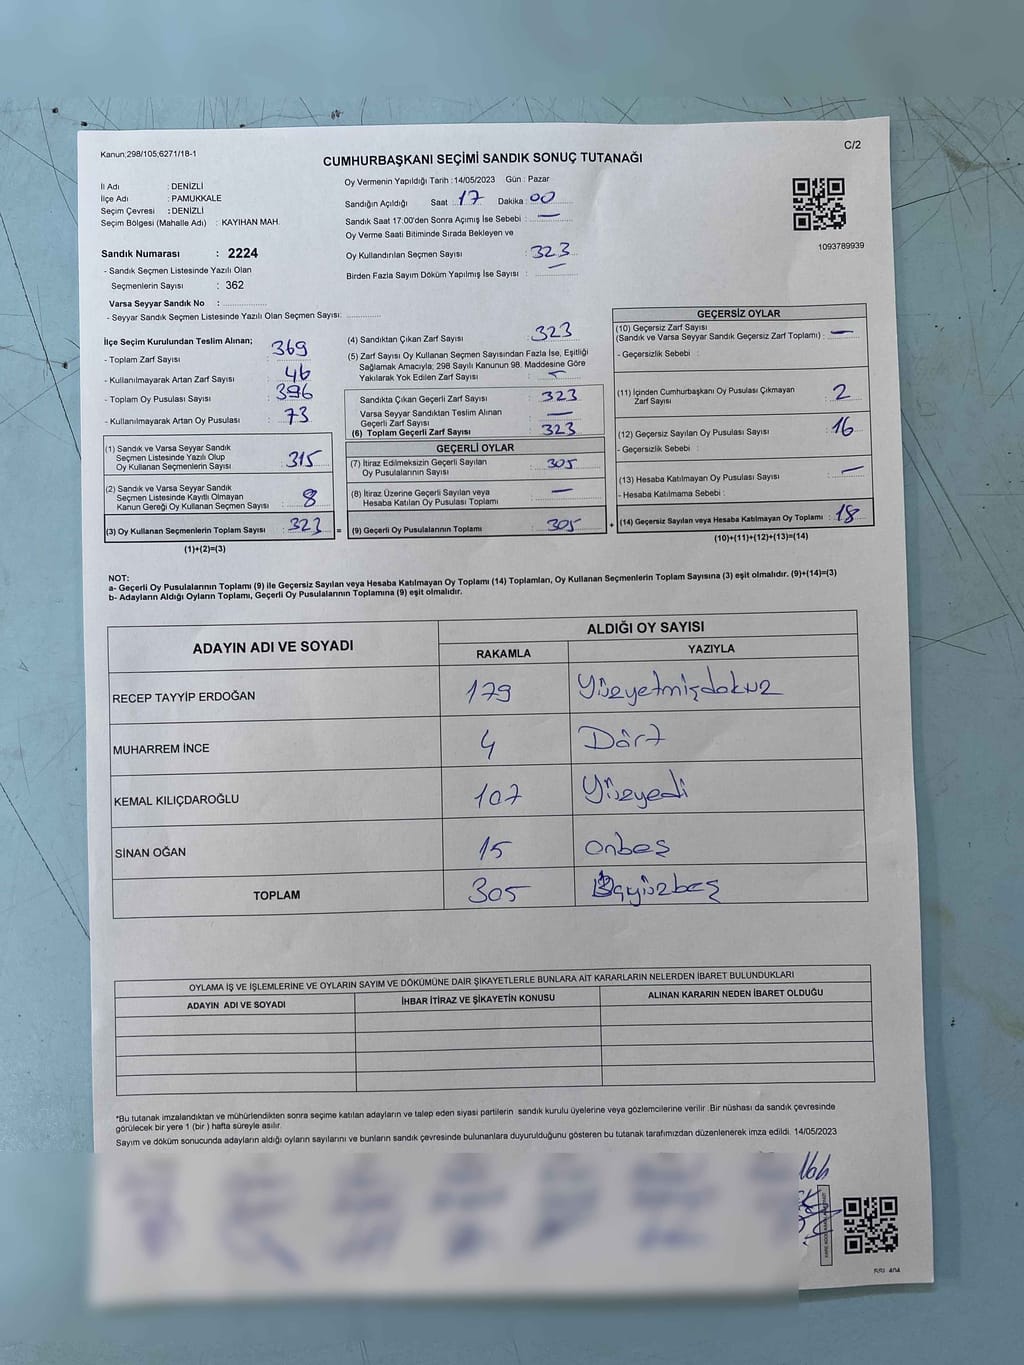 Kanun,298/105,6271/18-1
C/2
CUMHURBAŞKANI SEÇİMİ SANDIK SONUÇ TUTANAĞI
İl Adı : DENİZLİ
İlçe Adı : PAMUKKALE
Seçim Çevresi : DENİZLİ
Seçim Bölgesi (Mahalle Adı) : KAYIHAN MAH.
Sandık Numarası : 2224
- Sandık Seçmen Listesinde Yazılı Olan
Seçmenlerin Sayısı : 362
Varsa Seyyar Sandık No :
- Seyyar Sandık Seçmen Listesinde Yazılı Olan Seçmen Sayısı:
Oy Vermenin Yapıldığı Tarih :14/05/2023 Gün : Pazar
Sandığın Açıldığı Saat 17 Dakika 00
Sandık Saat 17:00'den Sonra Açımış İse Sebebi : —
Oy Verme Saati Bitiminde Sırada Bekleyen ve
Oy Kullandırılan Seçmen Sayısı : 323
Birden Fazla Sayım Döküm Yapılmış İse Sayısı : —
1093789939
İlçe Seçim Kurulundan Teslim Alınan;
- Toplam Zarf Sayısı : 369
- Kullanılmayarak Artan Zarf Sayısı : 46
- Toplam Oy Pusulası Sayısı : 396
- Kullanılmayarak Artan Oy Pusulası : 73
(1) Sandık ve Varsa Seyyar Sandık
Seçmen Listesinde Yazılı Olup
Oy Kullanan Seçmenlerin Sayısı : 315
(2) Sandık ve Varsa Seyyar Sandık
Seçmen Listesinde Kayıtlı Olmayan
Kanun Gereği Oy Kullanan Seçmen Sayısı : 8
(3) Oy Kullanan Seçmenlerin Toplam Sayısı : 323 =
(1)+(2)=(3)
(4) Sandıktan Çıkan Zarf Sayısı : 323
(5) Zarf Sayısı Oy Kullanan Seçmen Sayısından Fazla İse, Eşitliği
Sağlamak Amacıyla; 298 Sayılı Kanunun 98. Maddesine Göre
Yakılarak Yok Edilen Zarf Sayısı : —
Sandıkta Çıkan Geçerli Zarf Sayısı : 323
Varsa Seyyar Sandıktan Teslim Alınan
Geçerli Zarf Sayısı : —
(6) Toplam Geçerli Zarf Sayısı : 323
GEÇERLİ OYLAR
(7) İtiraz Edilmeksizin Geçerli Sayılan
Oy Pusulalarının Sayısı : 305
(8) İtiraz Üzerine Geçerli Sayılan veya
Hesaba Katılan Oy Pusulası Toplamı : —
(9) Geçerli Oy Pusulalarının Toplamı : 305 +
GEÇERSİZ OYLAR
(10) Geçersiz Zarf Sayısı
(Sandık ve Varsa Seyyar Sandık Geçersiz Zarf Toplamı) : —
- Geçersizlik Sebebi :
(11) İçinden Cumhurbaşkanı Oy Pusulası Çıkmayan
Zarf Sayısı : 2
(12) Geçersiz Sayılan Oy Pusulası Sayısı : 16
- Geçersizlik Sebebi :
(13) Hesaba Katılmayan Oy Pusulası Sayısı : —
- Hesaba Katılmama Sebebi :
(14) Geçersiz Sayılan veya Hesaba Katılmayan Oy Toplamı : 18
(10)+(11)+(12)+(13)=(14)
NOT:
a- Geçerli Oy Pusulalarının Toplamı (9) ile Geçersiz Sayılan veya Hesaba Katılmayan Oy Toplamı (14) Toplamları, Oy Kullanan Seçmenlerin Toplam Sayısına (3) eşit olmalıdır. (9)+(14)=(3)
b- Adayların Aldığı Oyların Toplamı, Geçerli Oy Pusulalarının Toplamına (9) eşit olmalıdır.
ADAYIN ADI VE SOYADI
ALDIĞI OY SAYISI
RAKAMLA YAZIYLA
RECEP TAYYİP ERDOĞAN 179 Yüzyetmişdokuz
MUHARREM İNCE 4 Dört
KEMAL KILIÇDAROĞLU 107 Yüzyedi
SİNAN OĞAN 15 onbeş
TOPLAM 305 Üçyüzbeş
OYLAMA İŞ VE İŞLEMLERİNE VE OYLARIN SAYIM VE DÖKÜMÜNE DAİR ŞİKAYETLERLE BUNLARA AİT KARARLARIN NELERDEN İBARET BULUNDUKLARI
ADAYIN ADI VE SOYADI İHBAR İTİRAZ VE ŞİKAYETİN KONUSU ALINAN KARARIN NEDEN İBARET OLDUĞU
*Bu tutanak imzalandıktan ve mühürlendikten sonra seçime katılan adayların ve talep eden siyasi partilerin sandık kurulu üyelerine veya gözlemcilerine verilir .Bir nüshası da sandık çevresinde
görülecek bir yere 1 (bir ) hafta süreyle asılır.
Sayım ve döküm sonucunda adayların aldığı oyların sayılarını ve bunların sandık çevresinde bulunanlara duyurulduğunu gösteren bu tutanak tarafımızdan düzenlenerek imza edildi. 14/05/2023